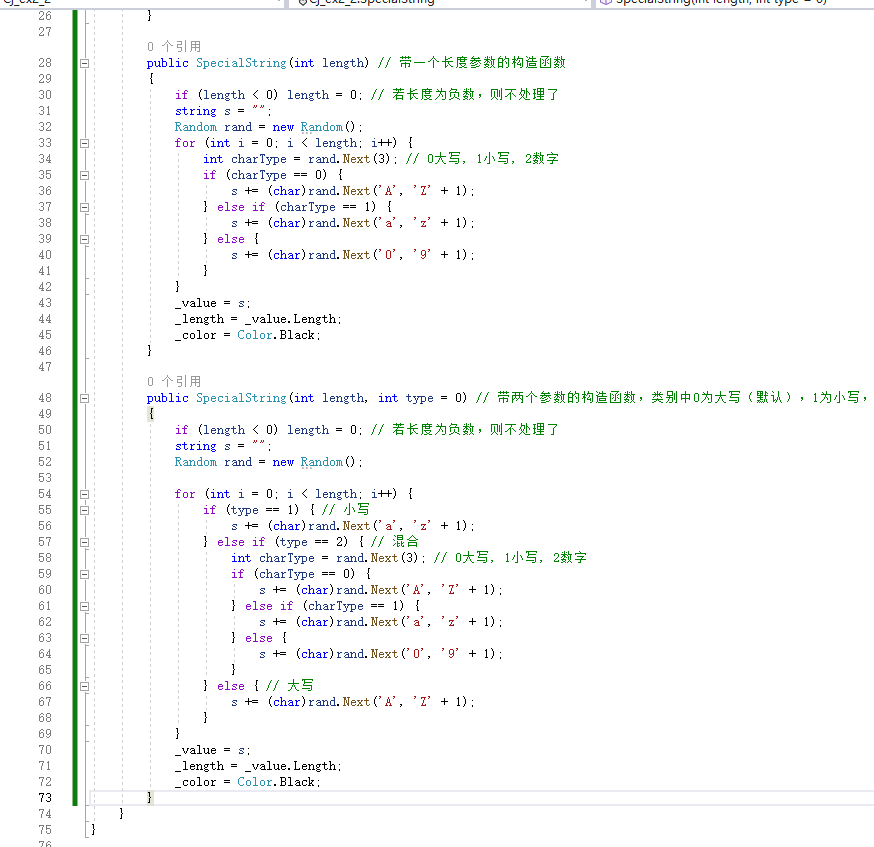 Cj_ex2_2
Cj_ex2_2.SpecialString
SpecialString(int length, int type = 0)
26 }
27
0 个引用
28 public SpecialString(int length) // 带一个长度参数的构造函数
29 {
30 if (length < 0) length = 0; // 若长度为负数，则不处理了
31 string s = "";
32 Random rand = new Random();
33 for (int i = 0; i < length; i++) {
34 int charType = rand.Next(3); // 0大写，1小写，2数字
35 if (charType == 0) {
36 s += (char)rand.Next('A', 'Z' + 1);
37 } else if (charType == 1) {
38 s += (char)rand.Next('a', 'z' + 1);
39 } else {
40 s += (char)rand.Next('0', '9' + 1);
41 }
42 }
43 _value = s;
44 _length = _value.Length;
45 _color = Color.Black;
46 }
47
0 个引用
48 public SpecialString(int length, int type = 0) // 带两个参数的构造函数，类别中0为大写（默认），1为小写，
49 {
50 if (length < 0) length = 0; // 若长度为负数，则不处理了
51 string s = "";
52 Random rand = new Random();
53
54 for (int i = 0; i < length; i++) {
55 if (type == 1) { // 小写
56 s += (char)rand.Next('a', 'z' + 1);
57 } else if (type == 2) { // 混合
58 int charType = rand.Next(3); // 0大写，1小写，2数字
59 if (charType == 0) {
60 s += (char)rand.Next('A', 'Z' + 1);
61 } else if (charType == 1) {
62 s += (char)rand.Next('a', 'z' + 1);
63 } else {
64 s += (char)rand.Next('0', '9' + 1);
65 }
66 } else { // 大写
67 s += (char)rand.Next('A', 'Z' + 1);
68 }
69 }
70 _value = s;
71 _length = _value.Length;
72 _color = Color.Black;
73 }
74 }
75 }
76